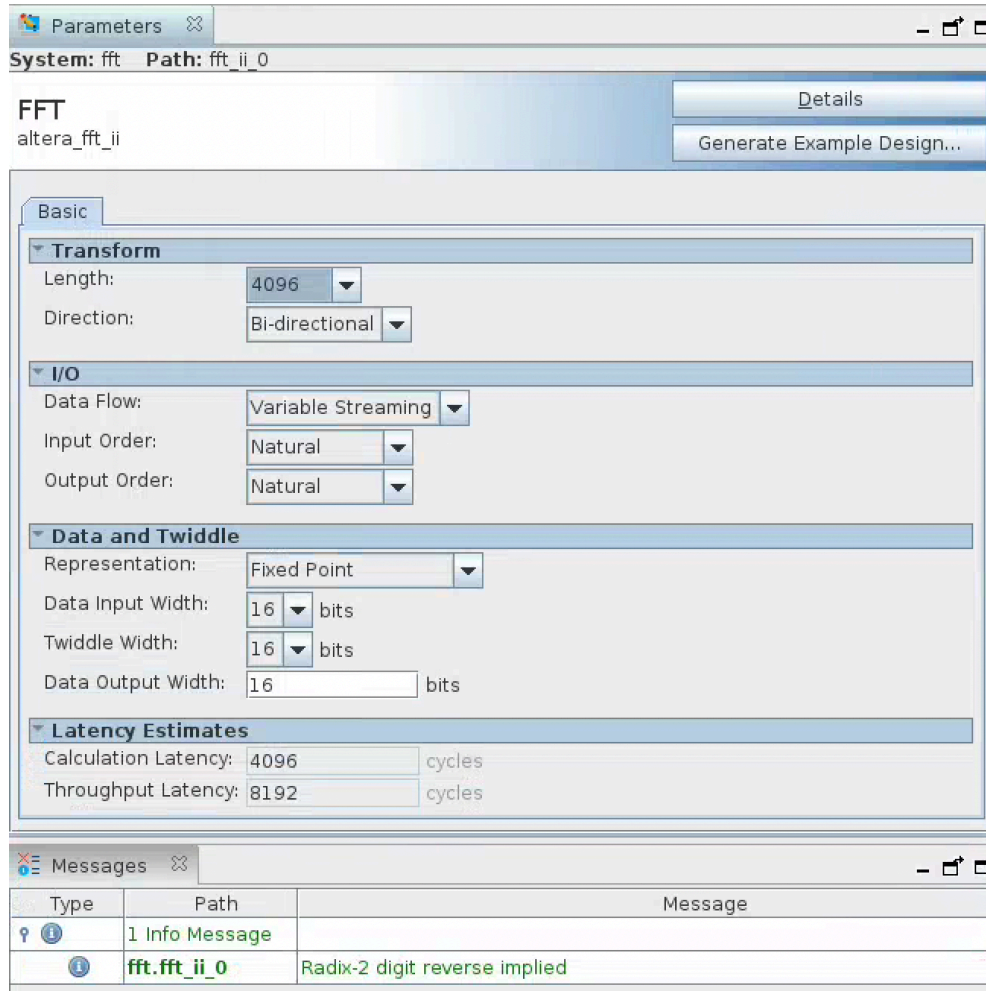 Parameters
System: fft Path: fft_ii_0
FFT
altera_fft_ii
Details
Generate Example Design...
Basic
Transform
Length: 4096
Direction: Bi-directional
I/O
Data Flow: Variable Streaming
Input Order: Natural
Output Order: Natural
Data and Twiddle
Representation: Fixed Point
Data Input Width: 16 bits
Twiddle Width: 16 bits
Data Output Width: 16 bits
Latency Estimates
Calculation Latency: 4096 cycles
Throughput Latency: 8192 cycles
Messages
Type Path Message
1 Info Message
fft.fft_ii_0 Radix-2 digit reverse implied